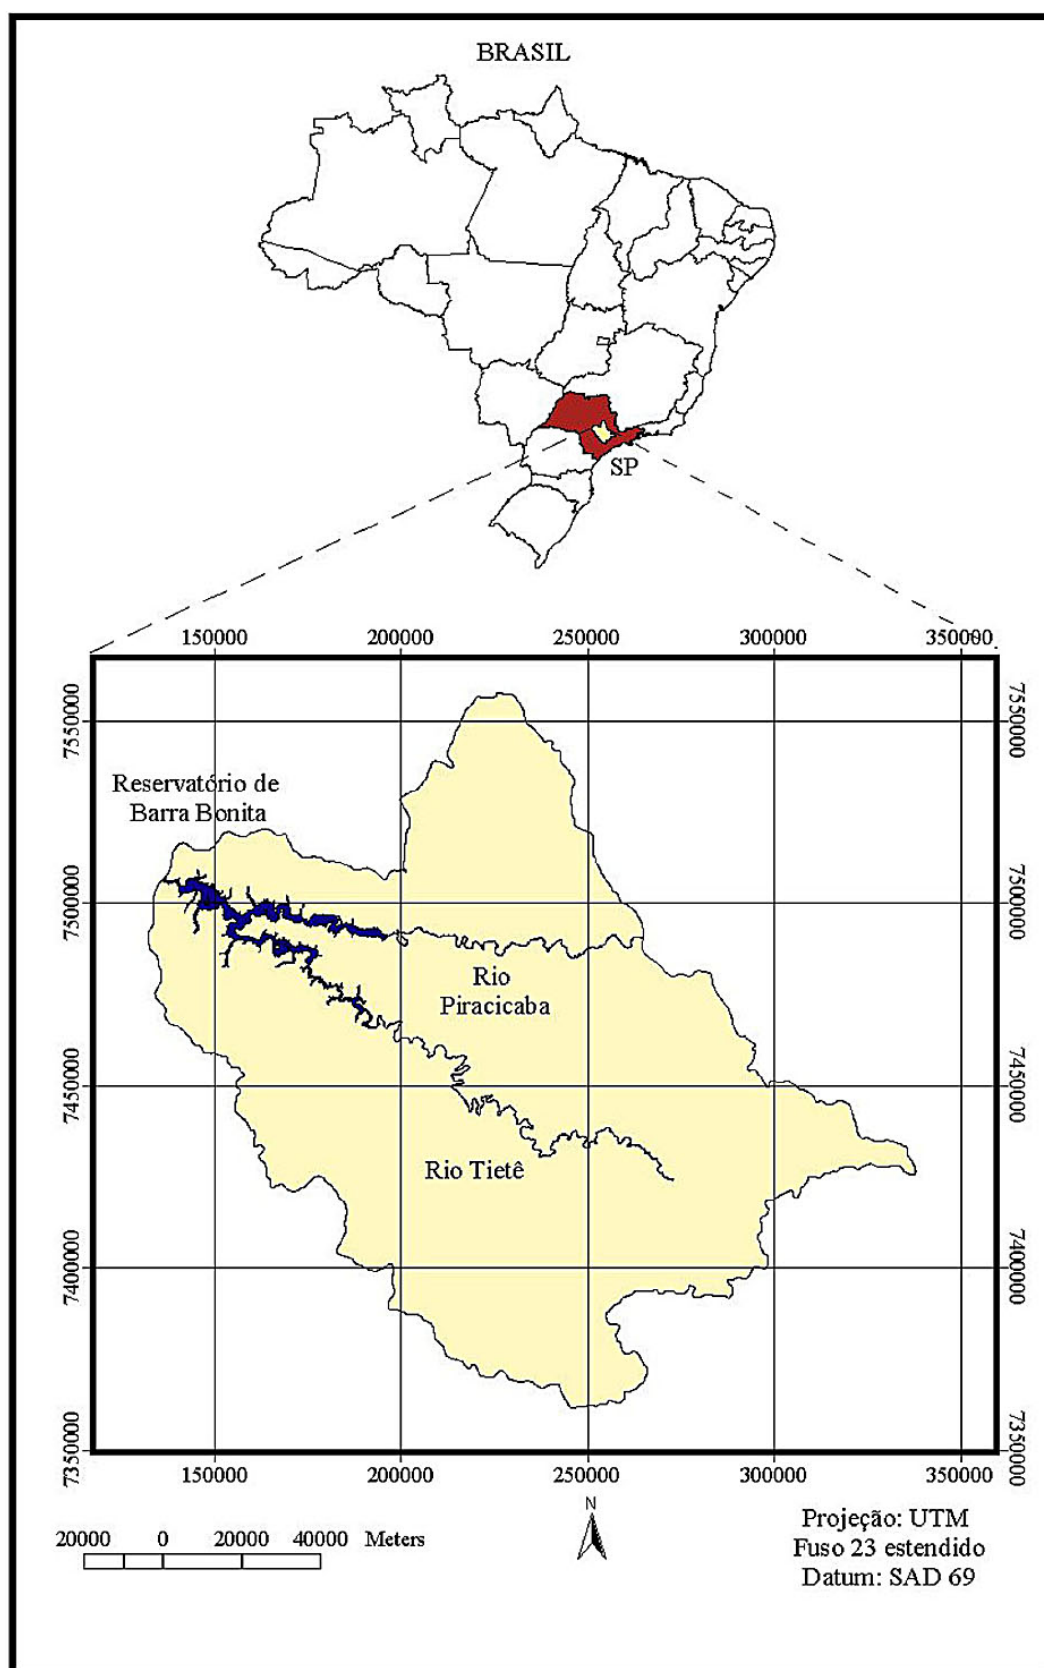 BRASIL
SP
150000 200000 250000 300000 350000
7550000 7550000
Reservatório de
Barra Bonita
7500000 7500000
Rio
Piracicaba
7450000 7450000
Rio Tietê
7400000 7400000
7350000 7350000
150000 200000 250000 300000 350000
N
20000 0 20000 40000 Meters
Projeção: UTM
Fuso 23 estendido
Datum: SAD 69